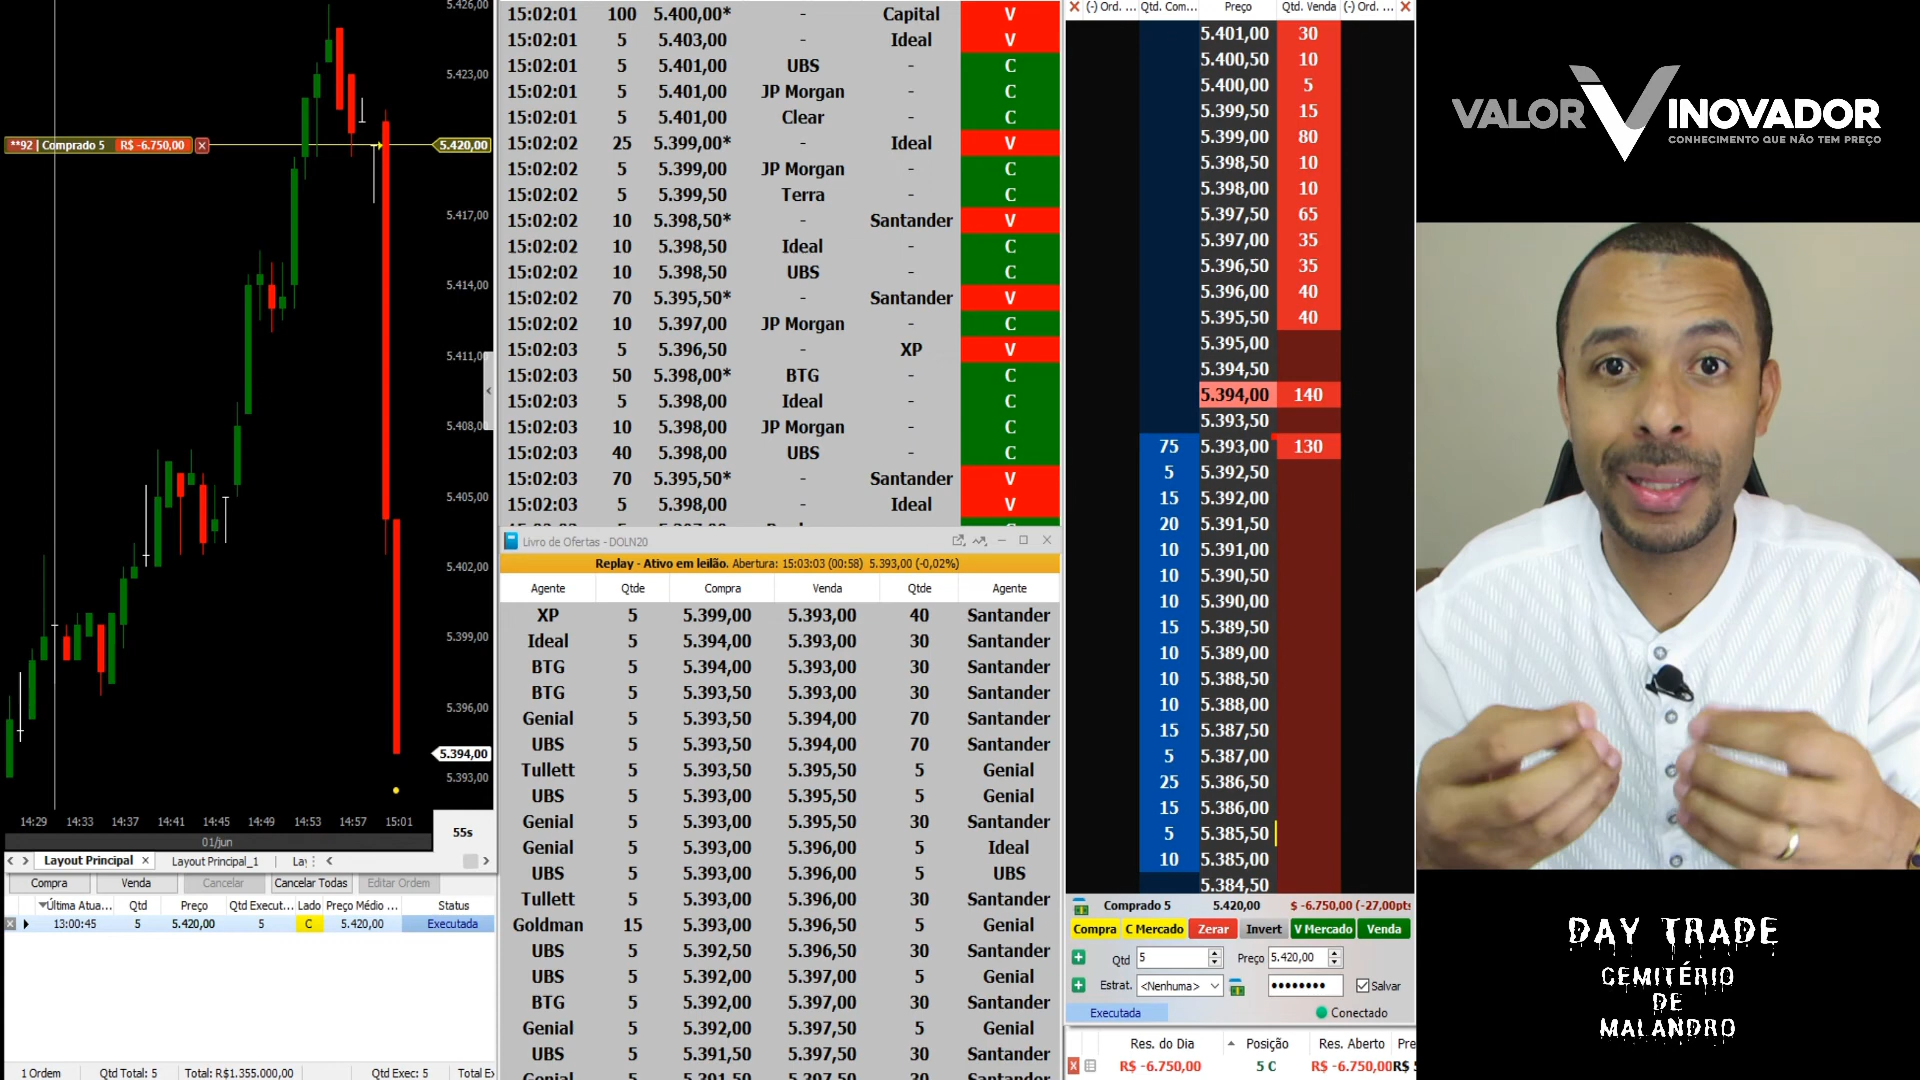 5.426,00
5.423,00
**92 | Comprado 5 R$ -6.750,00
5.420,00
5.417,00
5.414,00
5.411,00
5.408,00
5.405,00
5.402,00
5.399,00
5.396,00
5.394,00
5.393,00
14:29 14:33 14:37 14:41 14:45 14:49 14:53 14:57 15:01
01/jun
55s
Layout Principal Layout Principal_1
Compra Venda Cancelar Cancelar Todas Editar Ordem
Última Atua... Qtd Preço Qtd Execut... Lado Preço Médio ... Status
13:00:45 5 5.420,00 5 C 5.420,00 Executada
1 Ordem Qtd Total: 5 Total: R$1.355.000,00 Qtd Exec: 5
15:02:01 100 5.400,00* - Capital V
15:02:01 5 5.403,00 - Ideal V
15:02:01 5 5.401,00 UBS - C
15:02:01 5 5.401,00 JP Morgan - C
15:02:01 5 5.401,00 Clear - C
15:02:02 25 5.399,00* - Ideal V
15:02:02 5 5.399,00 JP Morgan - C
15:02:02 5 5.399,50 Terra - C
15:02:02 10 5.398,50* - Santander V
15:02:02 10 5.398,50 Ideal - C
15:02:02 10 5.398,50 UBS - C
15:02:02 70 5.395,50* - Santander V
15:02:02 10 5.397,00 JP Morgan - C
15:02:03 5 5.396,50 - XP V
15:02:03 50 5.398,00* BTG - C
15:02:03 5 5.398,00 Ideal - C
15:02:03 10 5.398,00 JP Morgan - C
15:02:03 40 5.398,00 UBS - C
15:02:03 70 5.395,50* - Santander V
15:02:03 5 5.398,00 - Ideal V
Livro de Ofertas - DOLN20
Replay - Ativo em leilão. Abertura: 15:03:03 (00:58) 5.393,00 (-0,02%)
Agente Qtde Compra Venda Qtde Agente
XP 5 5.399,00 5.393,00 40 Santander
Ideal 5 5.394,00 5.393,00 30 Santander
BTG 5 5.394,00 5.393,00 30 Santander
BTG 5 5.393,50 5.393,00 30 Santander
Genial 5 5.393,50 5.394,00 70 Santander
UBS 5 5.393,50 5.394,00 70 Santander
Tullett 5 5.393,50 5.395,50 5 Genial
UBS 5 5.393,00 5.395,50 5 Genial
Genial 5 5.393,00 5.395,50 30 Santander
Genial 5 5.393,00 5.396,00 5 Ideal
UBS 5 5.393,00 5.396,00 5 UBS
Tullett 5 5.393,00 5.396,00 30 Santander
Goldman 15 5.393,00 5.396,50 5 Genial
UBS 5 5.392,50 5.396,50 30 Santander
UBS 5 5.392,00 5.397,00 5 Genial
BTG 5 5.392,00 5.397,00 30 Santander
Genial 5 5.392,00 5.397,50 5 Genial
UBS 5 5.391,50 5.397,50 30 Santander
(-) Ord. ... Qtd. Com... Preço Qtd. Venda (-) Ord. ...
5.401,00 30
5.400,50 10
5.400,00 5
5.399,50 15
5.399,00 80
5.398,50 10
5.398,00 10
5.397,50 65
5.397,00 35
5.396,50 35
5.396,00 40
5.395,50 40
5.395,00
5.394,50
5.394,00 140
5.393,50
75 5.393,00 130
5 5.392,50
15 5.392,00
20 5.391,50
10 5.391,00
10 5.390,50
10 5.390,00
15 5.389,50
10 5.389,00
10 5.388,50
10 5.388,00
15 5.387,50
5 5.387,00
25 5.386,50
15 5.386,00
5 5.385,50
10 5.385,00
5.384,50
Comprado 5 5.420,00 $ -6.750,00 (-27,00pts
Compra C Mercado Zerar Invert V Mercado Venda
Qtd 5 Preço 5.420,00
Estrat. <Nenhuma> •••••••• Salvar
Executada Conectado
Res. do Dia Posição Res. Aberto
R$ -6.750,00 5 C R$ -6.750,00
VALOR INOVADOR
CONHECIMENTO QUE NÃO TEM PREÇO
DAY TRADE
CEMITÉRIO
DE
MALANDRO